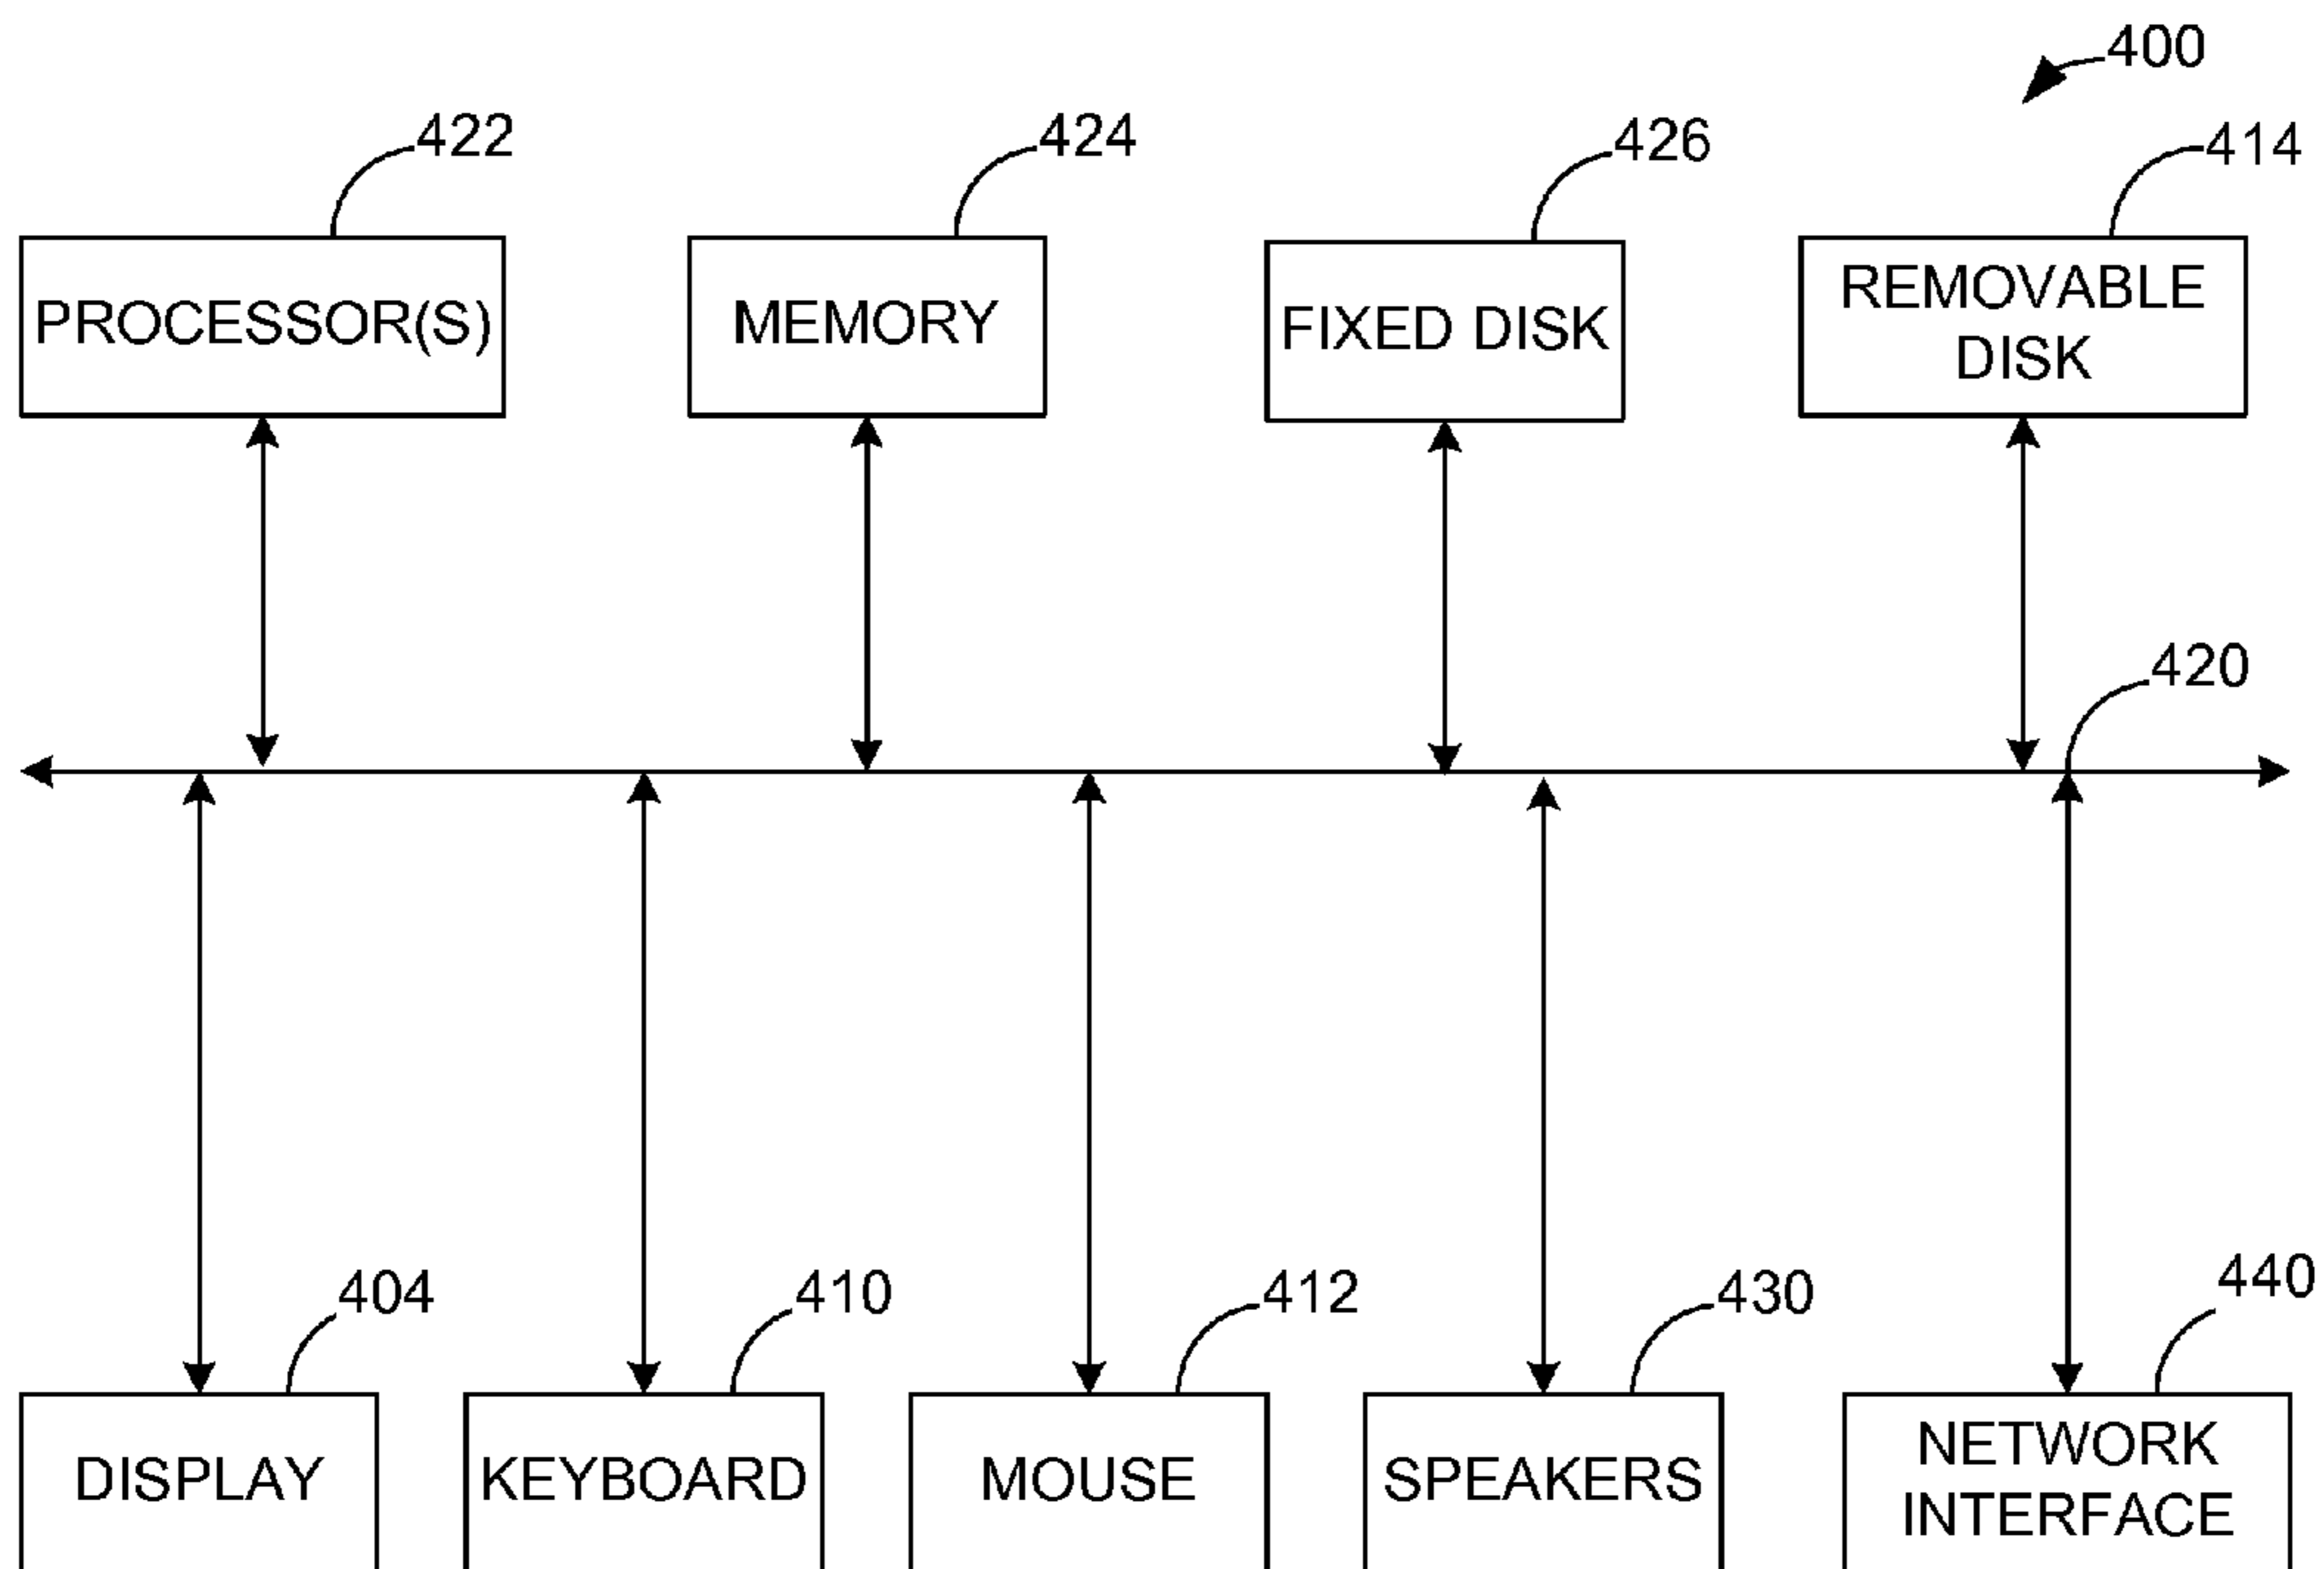 400
422
424
426
414
PROCESSOR(S)
MEMORY
FIXED DISK
REMOVABLE
DISK
420
404
410
412
430
440
DISPLAY
KEYBOARD
MOUSE
SPEAKERS
NETWORK
INTERFACE